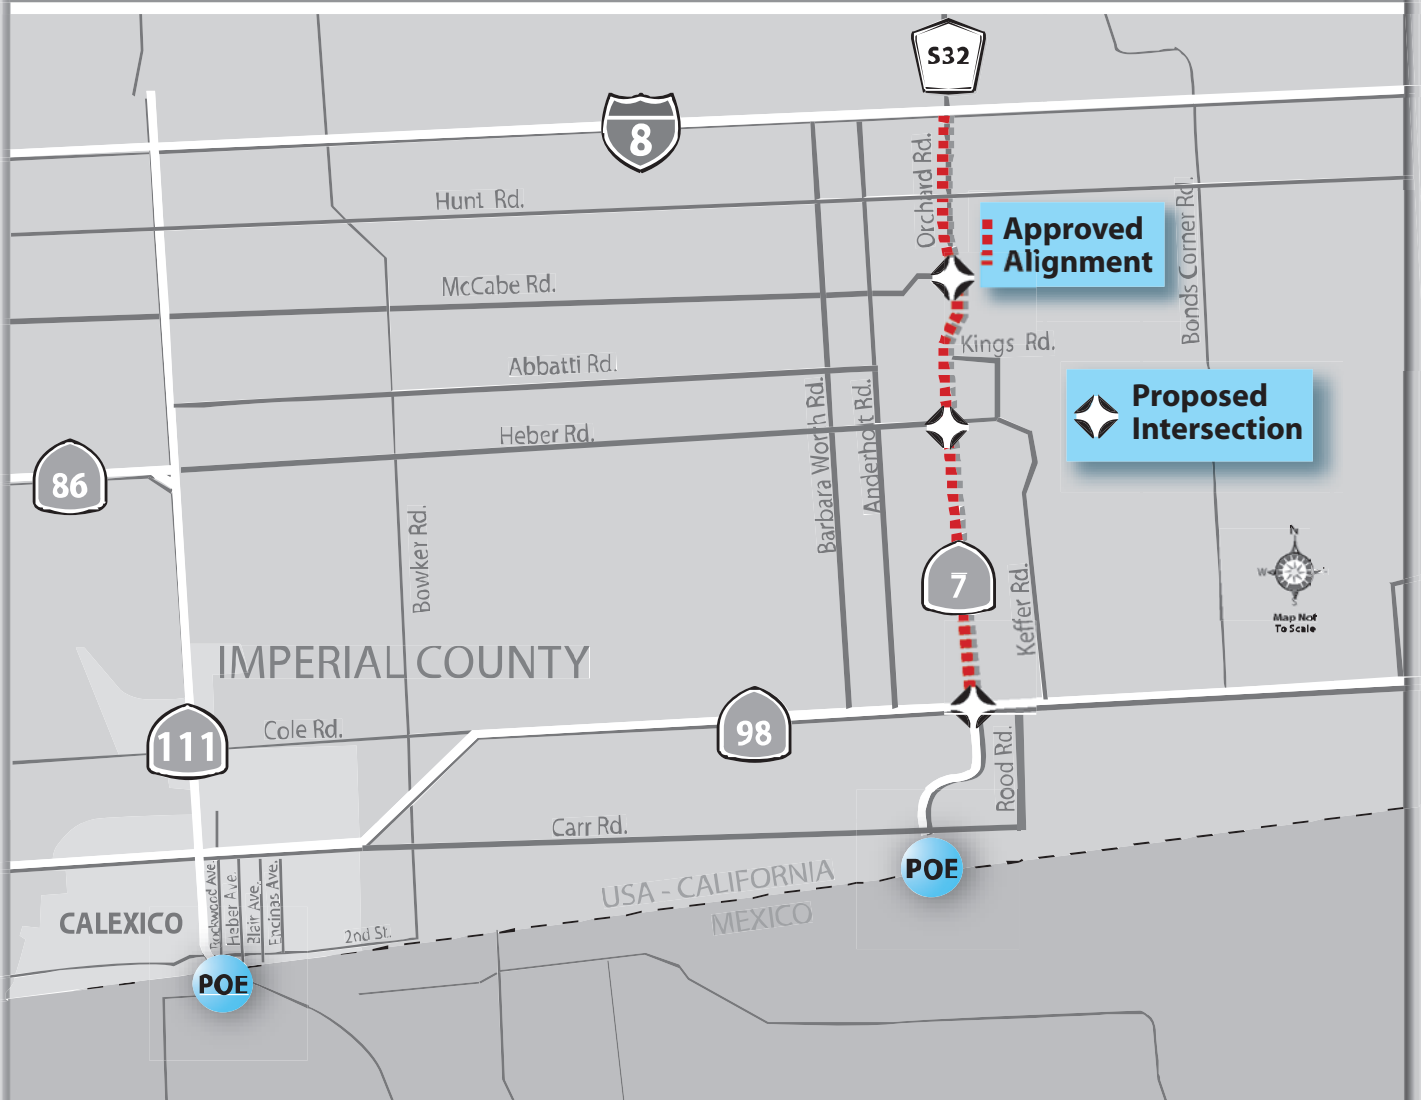 S32
8
Orchard Rd.
Hunt Rd.
Approved
Alignment
Bonds Corner Rd.
McCabe Rd.
Kings Rd.
Abbatti Rd.
Proposed
Intersection
Barbara Worth Rd.
Anderholt Rd.
Heber Rd.
86
Bowker Rd.
7
Keffer Rd.
N
W
S
Map Not
To Scale
IMPERIAL COUNTY
111
Cole Rd.
98
Rood Rd.
Carr Rd.
POE
USA - CALIFORNIA
MEXICO
CALEXICO
Rockwood Ave.
Heber Ave.
Blair Ave.
Encinas Ave.
2nd St.
POE